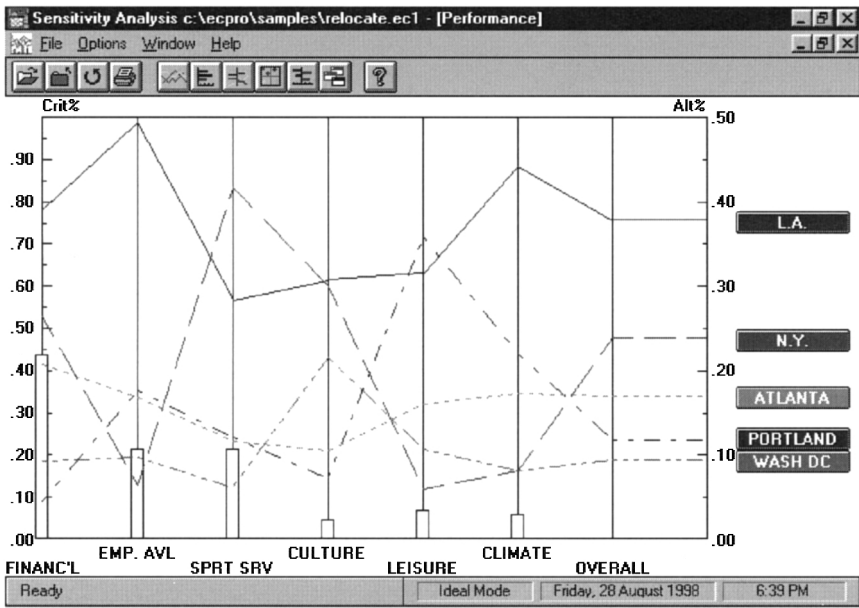 Sensitivity Analysis c:\ecpro\samples\relocate.ec1 - [Performance]
File Options Window Help
Crit% Alt%
.90
.80
.70
.60
.50
.40
.30
.20
.10
.00
.50
.40
.30
.20
.10
.00
L.A.
N.Y.
ATLANTA
PORTLAND
WASH DC
EMP. AVL CULTURE CLIMATE
FINANC'L SPRT SRV LEISURE OVERALL
Ready Ideal Mode Friday, 28 August 1998 6:39 PM